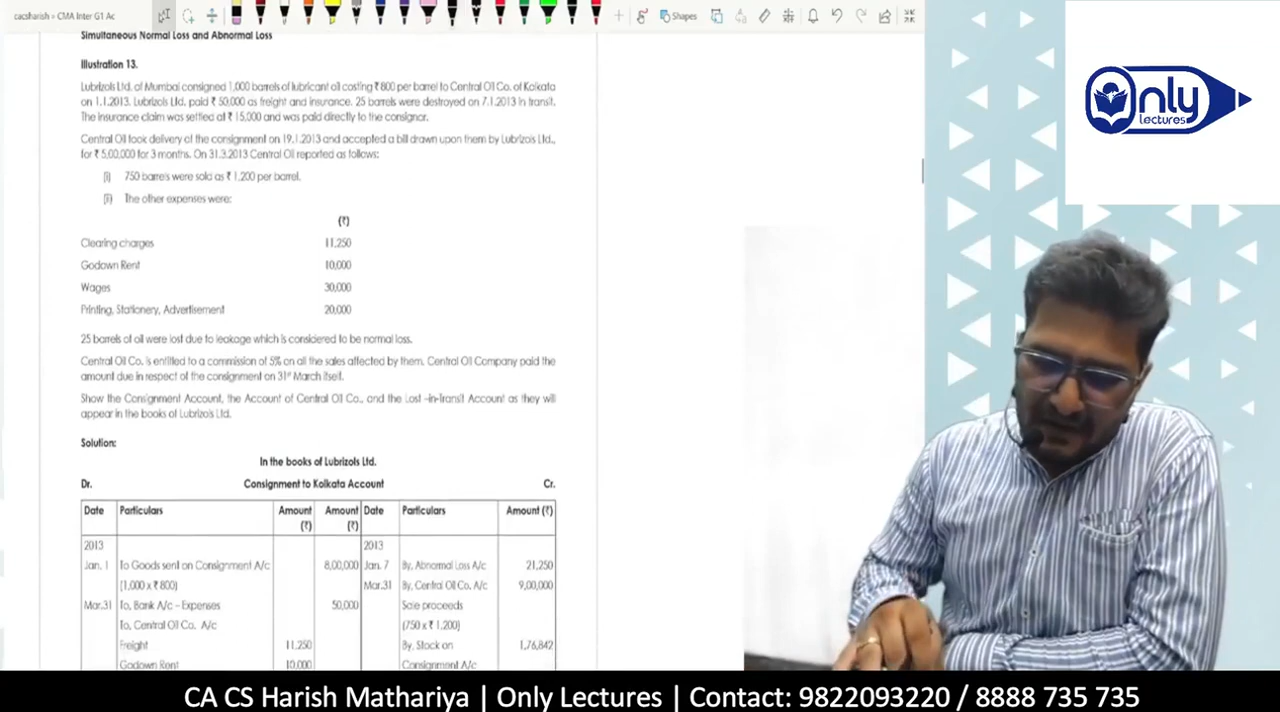 cacsharish » CMA Inter G1 Ac
Shapes
Simultaneous Normal Loss and Abnormal Loss
Illustration 13.
Lubrizols Ltd. of Mumbai consigned 1,000 barrels of lubricant oil costing ₹ 800 per barrel to Central Oil Co. of Kolkata
on 1.1.2013. Lubrizols Ltd. paid ₹ 50,000 as freight and insurance. 25 barrels were destroyed on 7.1.2013 in transit.
The insurance claim was settled at ₹ 15,000 and was paid directly to the consignor.
Central Oil took delivery of the consignment on 19.1.2013 and accepted a bill drawn upon them by Lubrizols Ltd.,
for ₹ 5,00,000 for 3 months. On 31.3.2013 Central Oil reported as follows:
(i) 750 barrels were sold as ₹ 1,200 per barrel.
(ii) The other expenses were:
(₹)
Clearing charges 11,250
Godown Rent 10,000
Wages 30,000
Printing, Stationery, Advertisement 20,000
25 barrels of oil were lost due to leakage which is considered to be normal loss.
Central Oil Co. is entitled to a commission of 5% on all the sales affected by them. Central Oil Company paid the
amount due in respect of the consignment on 31st March itself.
Show the Consignment Account, the Account of Central Oil Co., and the Lost –in-Transit Account as they will
appear in the books of Lubrizols Ltd.
Solution:
In the books of Lubrizols Ltd.
Dr. Consignment to Kolkata Account Cr.
Date Particulars Amount Amount Date Particulars Amount (₹)
(₹) (₹)
2013 2013
Jan. 1 To Goods sent on Consignment A/c 8,00,000 Jan. 7 By, Abnormal Loss A/c 21,250
(1,000 x ₹ 800) Mar.31 By, Central Oil Co. A/c 9,00,000
Mar.31 To, Bank A/c – Expenses 50,000 Sale proceeds
To, Central Oil Co. A/c (750 x ₹ 1,200)
Freight 11,250 By, Stock on 1,76,842
Godown Rent 10,000 Consignment A/c
Only
Lectures
CA CS Harish Mathariya | Only Lectures | Contact: 9822093220 / 8888 735 735